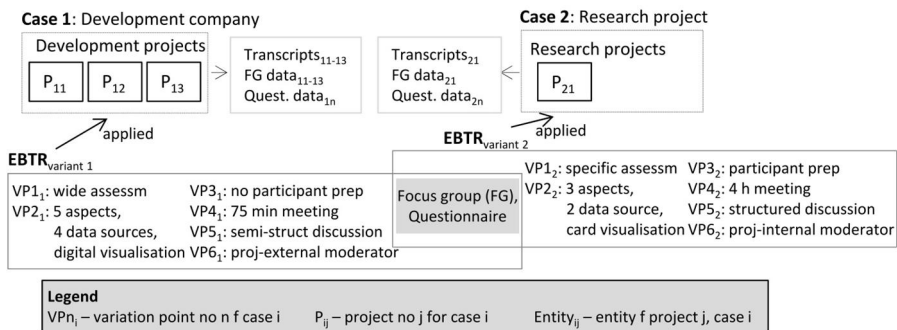 Case 1: Development company
Development projects
P11 P12 P13
applied
Transcripts11-13
FG data11-13
Quest. data1n
Transcripts21
FG data21
Quest. data2n
Case 2: Research project
Research projects
P21
applied
EBTRvariant 1
EBTRvariant 2
VP11: wide assessm
VP21: 5 aspects,
4 data sources,
digital visualisation
VP31: no participant prep
VP41: 75 min meeting
VP51: semi-struct discussion
VP61: proj-external moderator
Focus group (FG),
Questionnaire
VP12: specific assessm
VP22: 3 aspects,
2 data source,
card visualisation
VP32: participant prep
VP42: 4 h meeting
VP52: structured discussion
VP62: proj-internal moderator
Legend
VPni – variation point no n f case i Pij – project no j for case i Entityij – entity f project j, case i